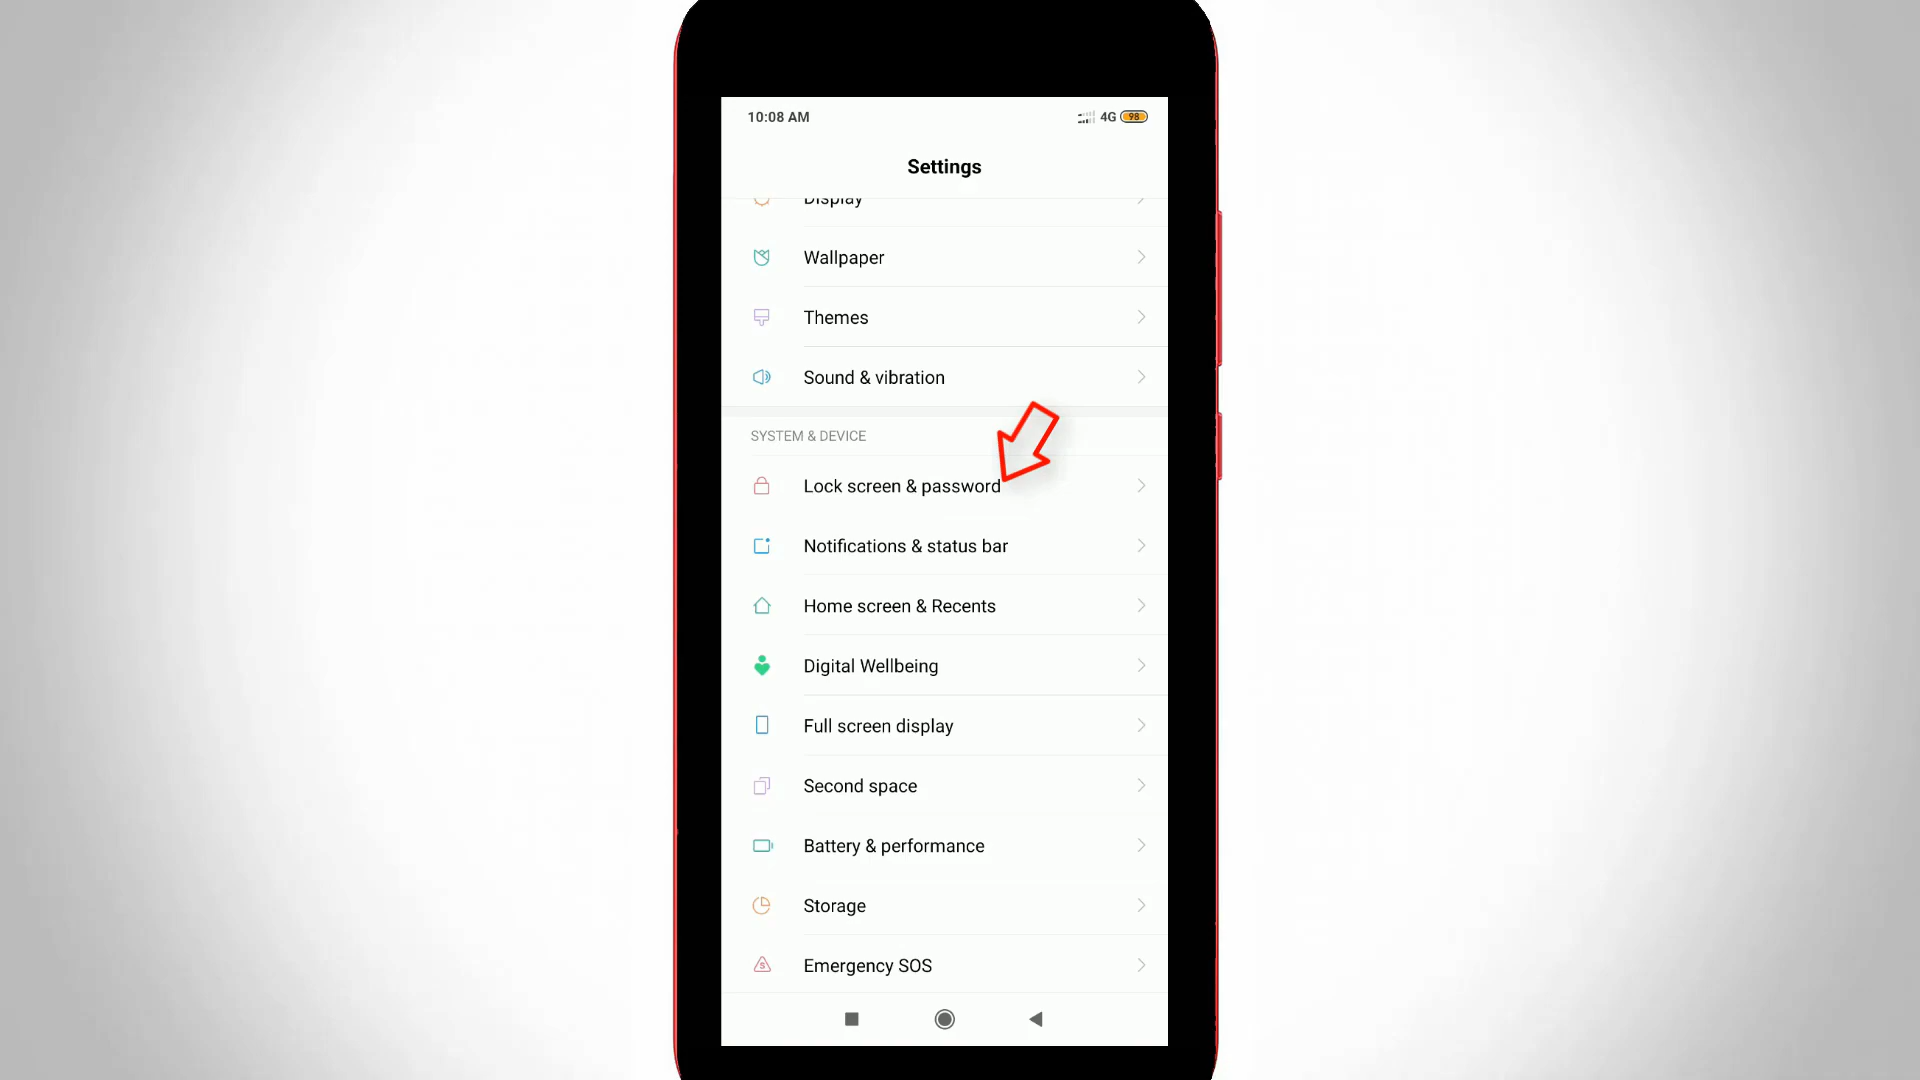 10:08 AM
4G 98
Settings
Display
Wallpaper
Themes
Sound & vibration
SYSTEM & DEVICE
Lock screen & password
Notifications & status bar
Home screen & Recents
Digital Wellbeing
Full screen display
Second space
Battery & performance
Storage
Emergency SOS